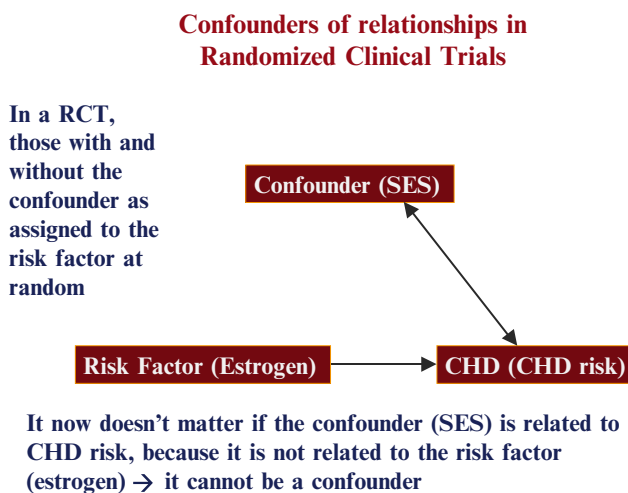 Confounders of relationships in
Randomized Clinical Trials
In a RCT,
those with and
without the
confounder as
assigned to the
risk factor at
random
Confounder (SES)
Risk Factor (Estrogen)
CHD (CHD risk)
It now doesn't matter if the confounder (SES) is related to
CHD risk, because it is not related to the risk factor
(estrogen) → it cannot be a confounder